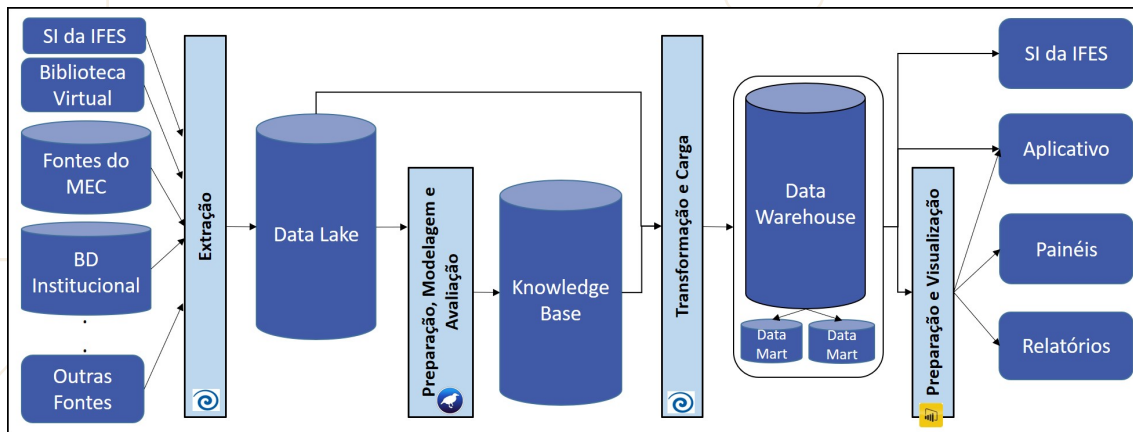 SI da IFES
Biblioteca
Virtual
Fontes do
MEC
BD
Institucional
.
.
Outras
Fontes
Extração
Data Lake
Preparação, Modelagem e
Avaliação
Knowledge
Base
Transformação e Carga
Data
Warehouse
Data
Mart
Data
Mart
Preparação e Visualização
SI da IFES
Aplicativo
Painéis
Relatórios